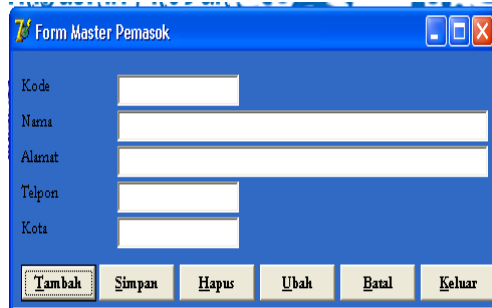 Form Master Pemasok
Kode
Nama
Alamat
Telpon
Kota
Tambah Simpan Hapus Ubah Batal Keluar